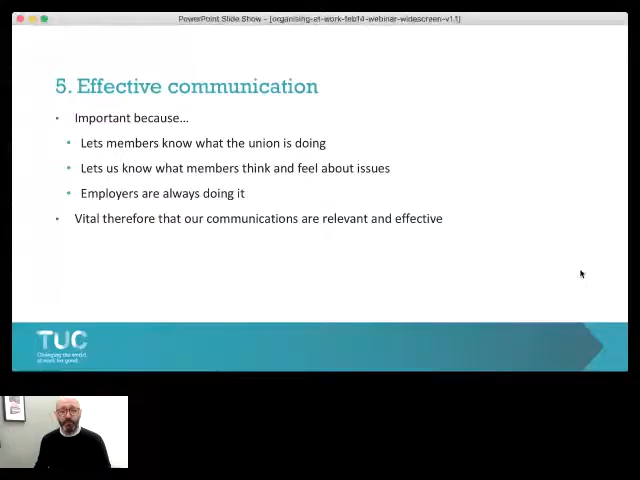 PowerPoint Slide Show - [organising-at-work-feb14-webinar-widescreen-v1.1]
5. Effective communication
Important because…
Lets members know what the union is doing
Lets us know what members think and feel about issues
Employers are always doing it
Vital therefore that our communications are relevant and effective
TUC
Changing the world
at work for good